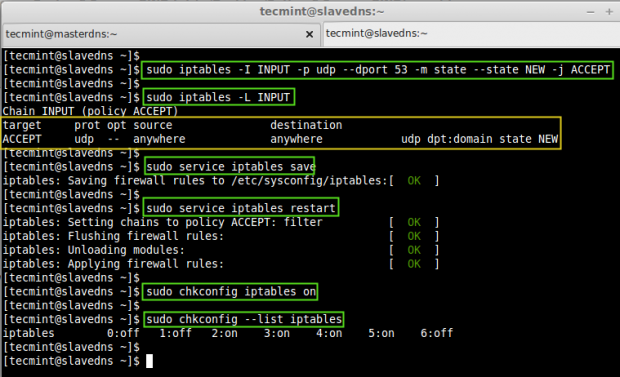 tecmint@slavedns:~
tecmint@masterdns:~ × tecmint@slavedns:~
[tecmint@slavedns ~]$
[tecmint@slavedns ~]$ sudo iptables -I INPUT -p udp --dport 53 -m state --state NEW -j ACCEPT
[tecmint@slavedns ~]$
[tecmint@slavedns ~]$ sudo iptables -L INPUT
Chain INPUT (policy ACCEPT)
target     prot opt source               destination
ACCEPT     udp  --  anywhere             anywhere            udp dpt:domain state NEW
[tecmint@slavedns ~]$
[tecmint@slavedns ~]$ sudo service iptables save
iptables: Saving firewall rules to /etc/sysconfig/iptables:[  OK  ]
[tecmint@slavedns ~]$
[tecmint@slavedns ~]$ sudo service iptables restart
iptables: Setting chains to policy ACCEPT: filter          [  OK  ]
iptables: Flushing firewall rules:                         [  OK  ]
iptables: Unloading modules:                               [  OK  ]
iptables: Applying firewall rules:                         [  OK  ]
[tecmint@slavedns ~]$
[tecmint@slavedns ~]$ sudo chkconfig iptables on
[tecmint@slavedns ~]$
[tecmint@slavedns ~]$ sudo chkconfig --list iptables
iptables        0:off   1:off   2:on    3:on    4:on    5:on    6:off
[tecmint@slavedns ~]$
[tecmint@slavedns ~]$